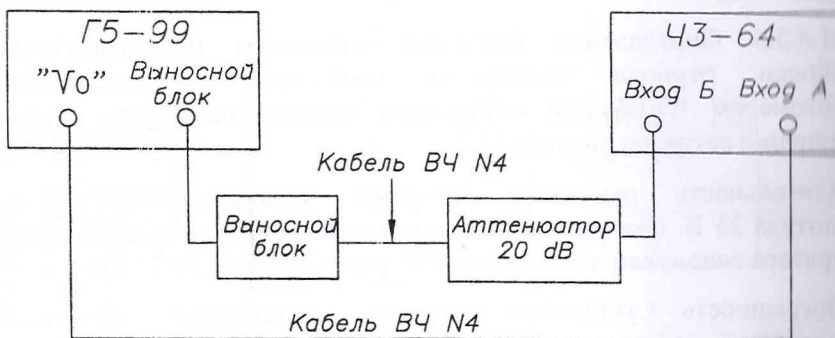 Г5-99
"V0" Выносной
блок
Ч3-64
Вход Б Вход А
Кабель ВЧ N4
Выносной
блок
Аттенюатор
20 dB
Кабель ВЧ N4